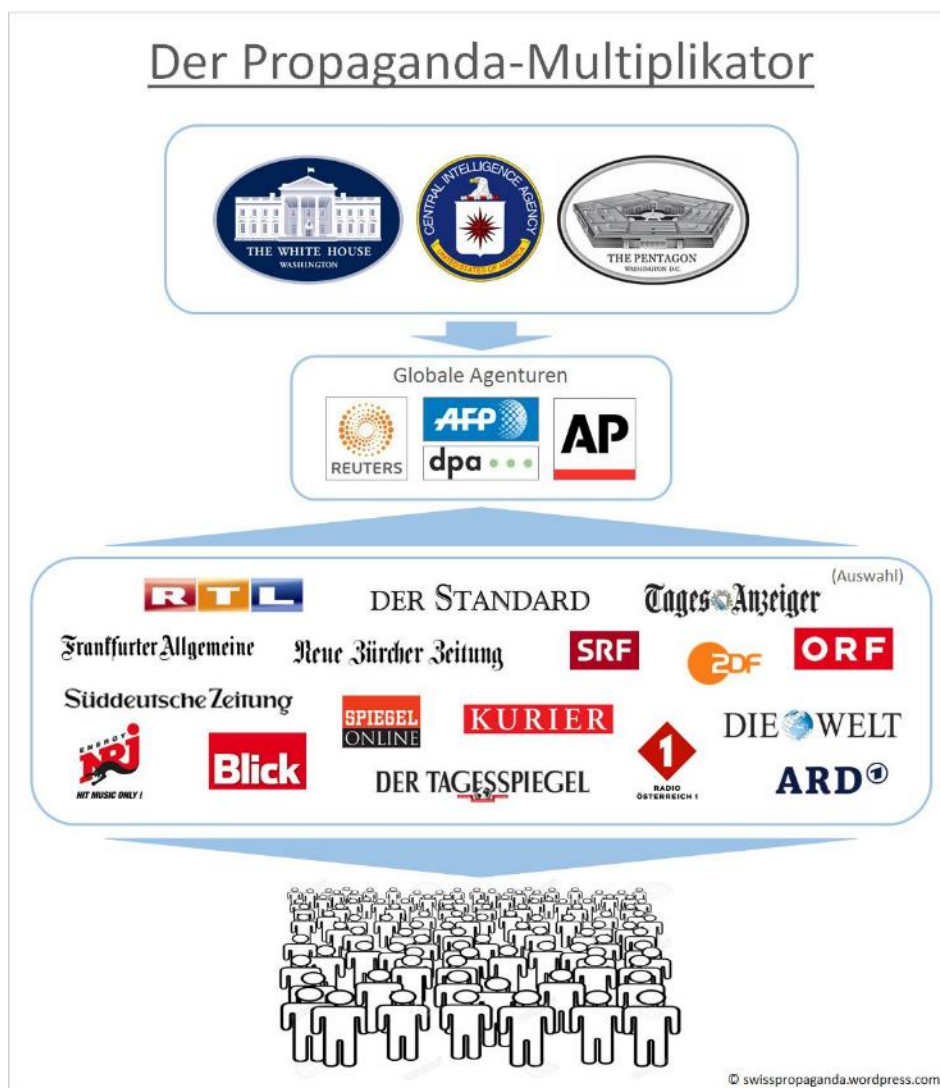 Der Propaganda-Multiplikator
THE WHITE HOUSE
WASHINGTON
CENTRAL INTELLIGENCE AGENCY
UNITED STATES OF AMERICA
THE PENTAGON
WASHINGTON D.C.
Globale Agenturen
REUTERS
AFP
dpa
AP
(Auswahl)
RTL
DER STANDARD
Tages Anzeiger
Frankfurter Allgemeine
Neue Zürcher Zeitung
SRF
ZDF
ORF
Süddeutsche Zeitung
SPIEGEL
ONLINE
KURIER
DIE WELT
ENERGY
NRJ
HIT MUSIC ONLY !
Blick
DER TAGESSPIEGEL
1
RADIO
ÖSTERREICH 1
ARD 1
© swisspropaganda.wordpress.com